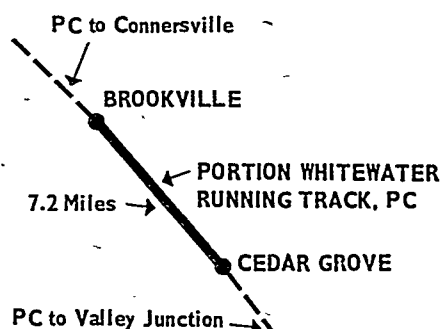 PC to Connersville
BROOKVILLE
PORTION WHITEWATER
RUNNING TRACK, PC
7.2 Miles
CEDAR GROVE
PC to Valley Junction